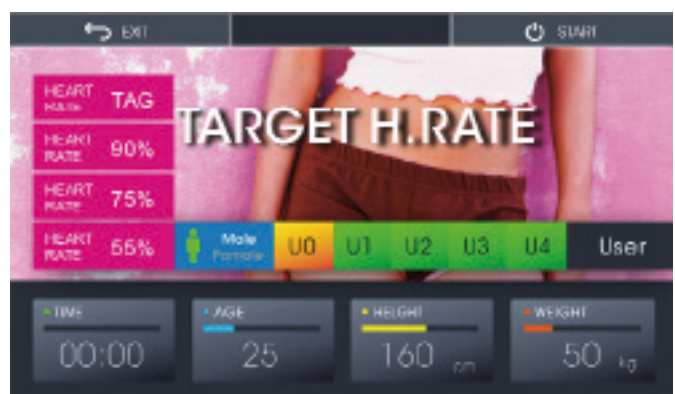 EXIT
START
HEART
RATE TAG
TARGET H.RATE
HEART
RATE 90%
HEART
RATE 75%
HEART
RATE 55%
Male
Female
U0 U1 U2 U3 U4 User
TIME
00:00
AGE
25
HEIGHT
160 cm
WEIGHT
50 kg